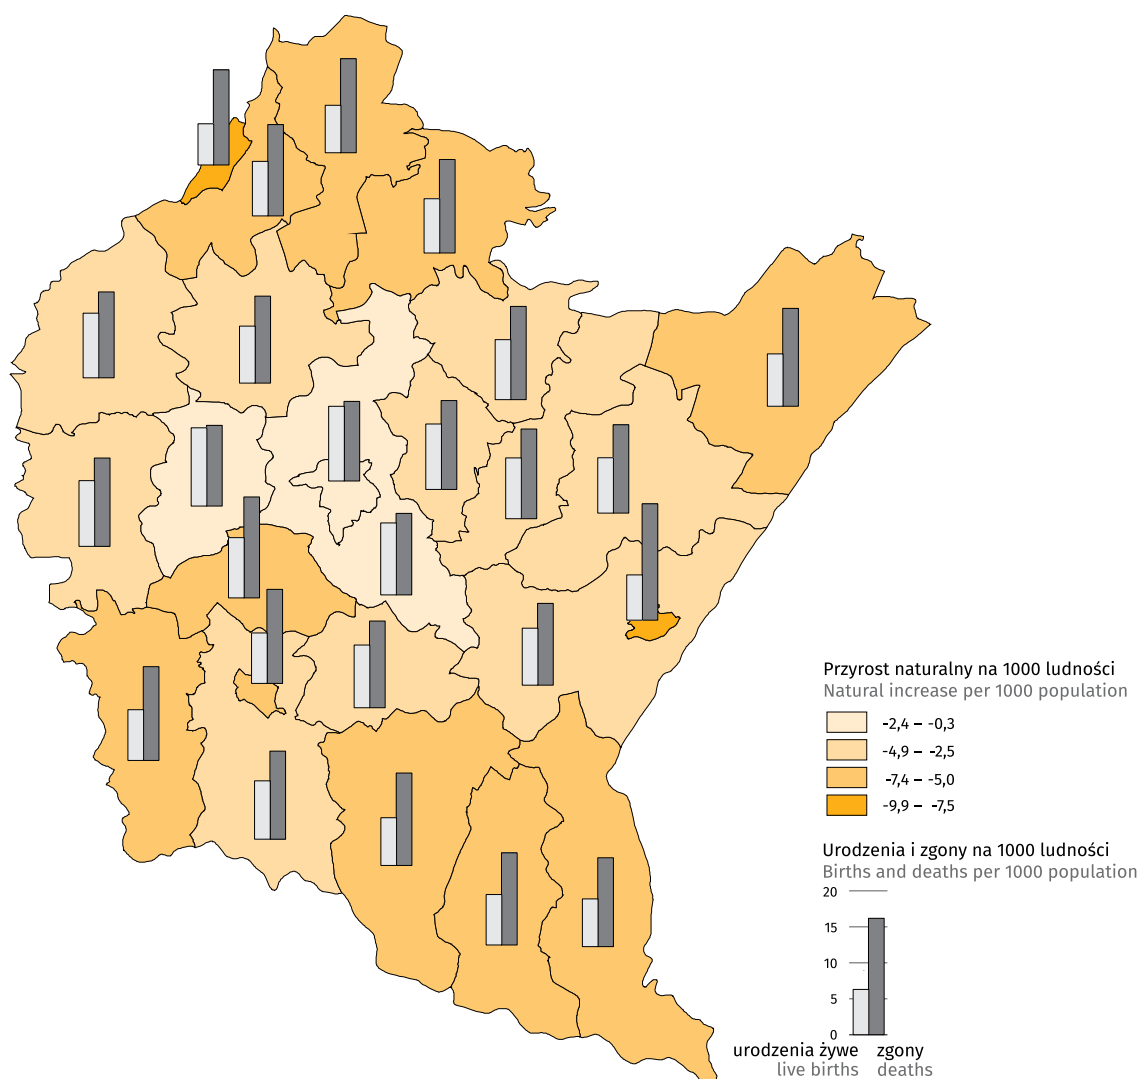 Przyrost naturalny na 1000 ludności
Natural increase per 1000 population
-2,4 – -0,3
-4,9 – -2,5
-7,4 – -5,0
-9,9 – -7,5
Urodzenia i zgony na 1000 ludności
Births and deaths per 1000 population
20
15
10
5
0
urodzenia żywe zgony
live births deaths